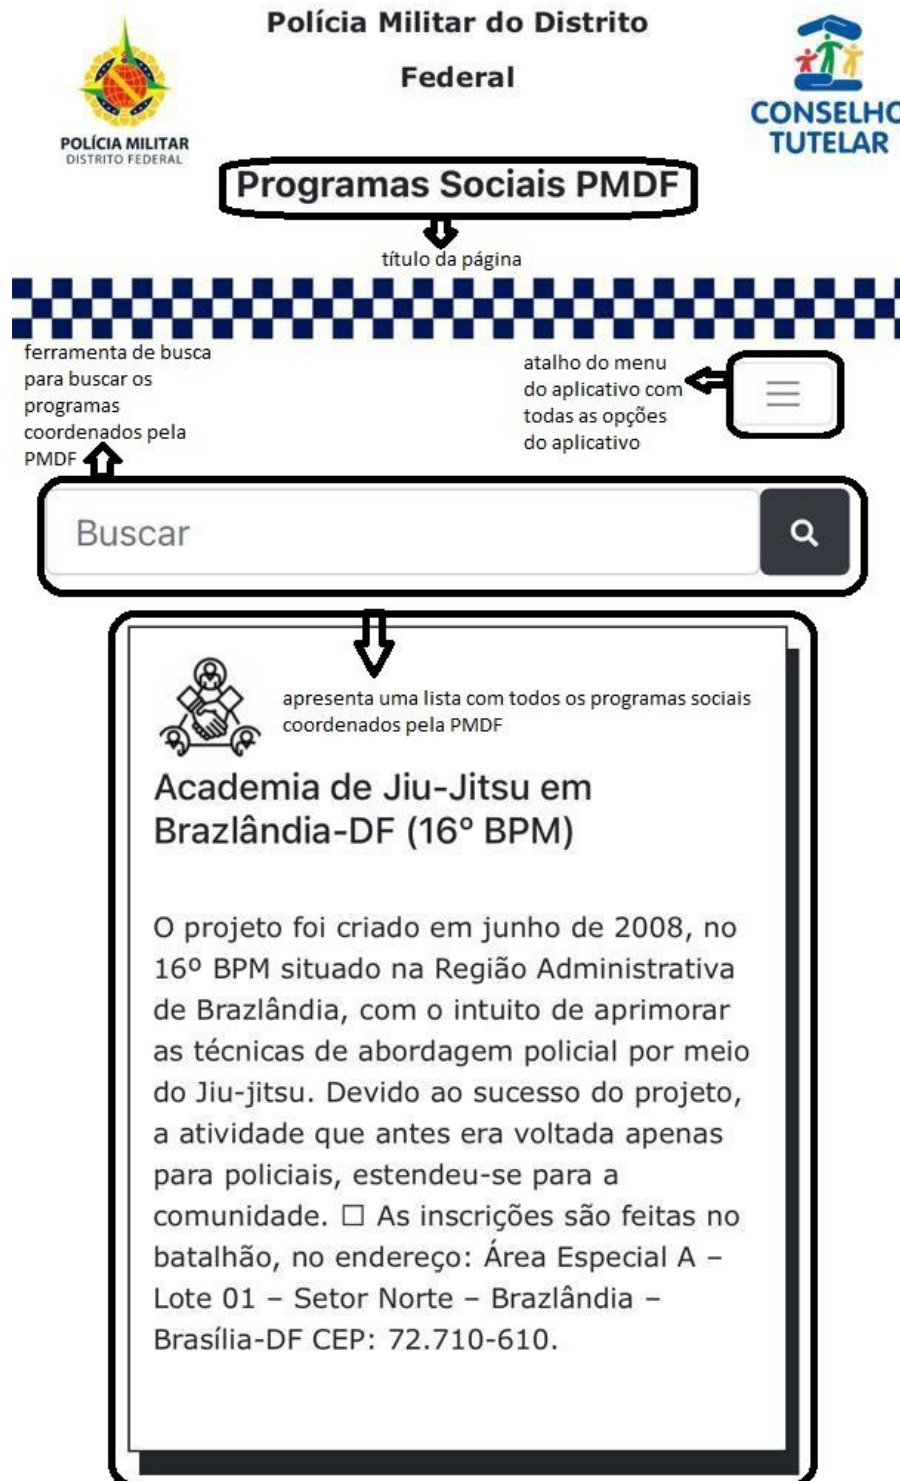 Polícia Militar do Distrito
Federal
POLÍCIA MILITAR
DISTRITO FEDERAL
CONSELHO
TUTELAR
Programas Sociais PMDF
título da página
ferramenta de busca
para buscar os
programas
coordenados pela
PMDF
atalho do menu
do aplicativo com
todas as opções
do aplicativo
Buscar
apresenta uma lista com todos os programas sociais
coordenados pela PMDF
Academia de Jiu-Jitsu em
Brazlândia-DF (16° BPM)
O projeto foi criado em junho de 2008, no
16º BPM situado na Região Administrativa
de Brazlândia, com o intuito de aprimorar
as técnicas de abordagem policial por meio
do Jiu-jitsu. Devido ao sucesso do projeto,
a atividade que antes era voltada apenas
para policiais, estendeu-se para a
comunidade. ☐ As inscrições são feitas no
batalhão, no endereço: Área Especial A –
Lote 01 – Setor Norte – Brazlândia –
Brasília-DF CEP: 72.710-610.